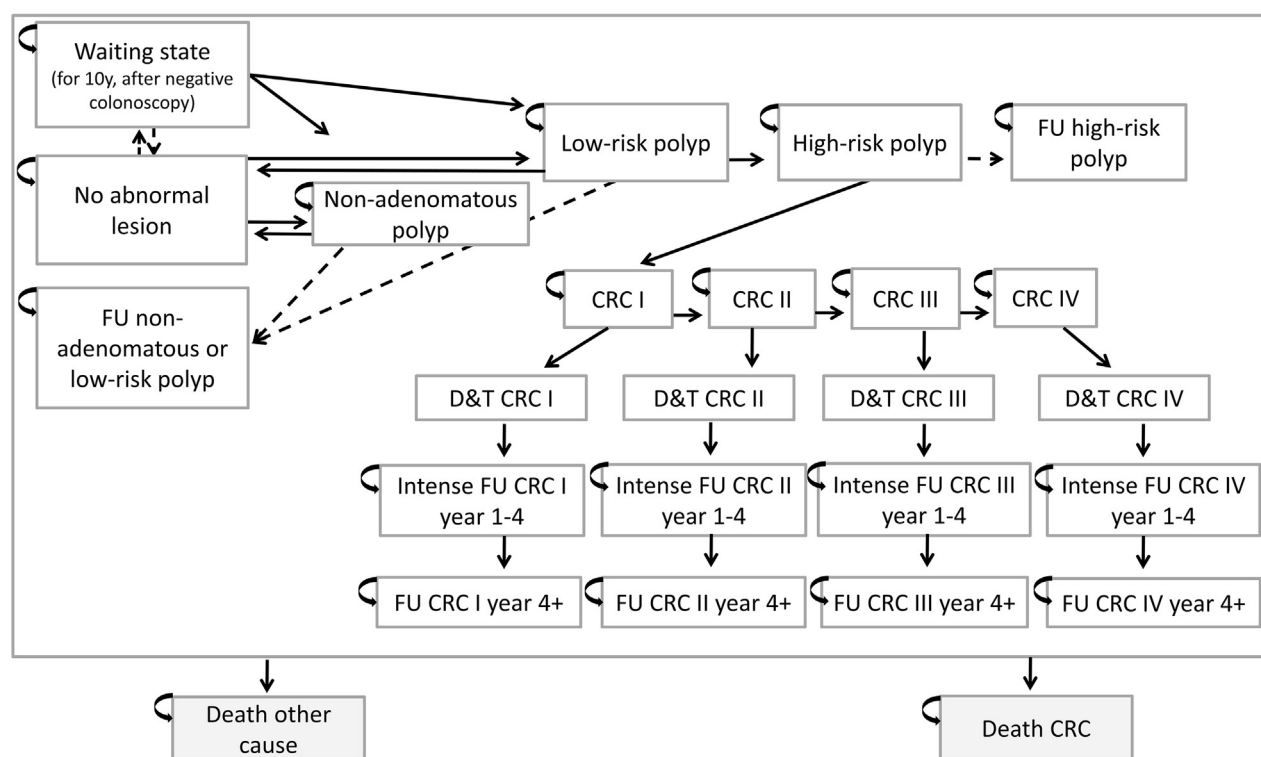 Waiting state
(for 10y, after negative
colonoscopy)
Low-risk polyp
High-risk polyp
FU high-risk
polyp
No abnormal
lesion
Non-adenomatous
polyp
FU non-
adenomatous or
low-risk polyp
CRC I
CRC II
CRC III
CRC IV
D&T CRC I
D&T CRC II
D&T CRC III
D&T CRC IV
Intense FU CRC I
year 1-4
Intense FU CRC II
year 1-4
Intense FU CRC III
year 1-4
Intense FU CRC IV
year 1-4
FU CRC I year 4+
FU CRC II year 4+
FU CRC III year 4+
FU CRC IV year 4+
Death other
cause
Death CRC